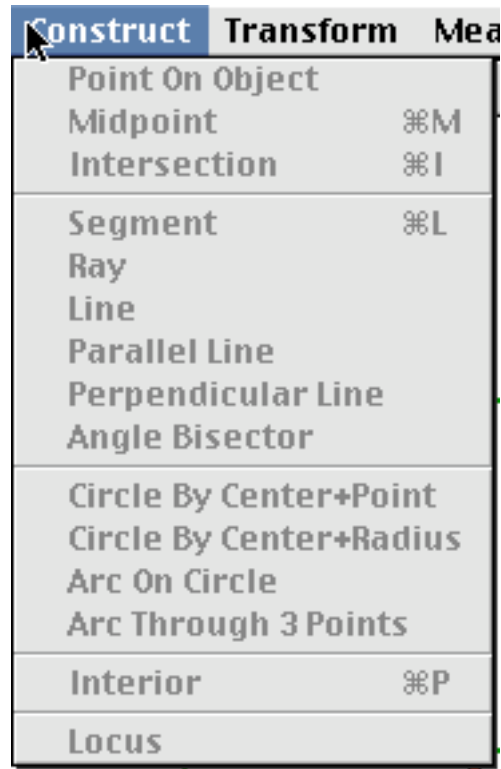 Construct Transform Mea
Point On Object
Midpoint ⌘M
Intersection ⌘I
Segment ⌘L
Ray
Line
Parallel Line
Perpendicular Line
Angle Bisector
Circle By Center+Point
Circle By Center+Radius
Arc On Circle
Arc Through 3 Points
Interior ⌘P
Locus